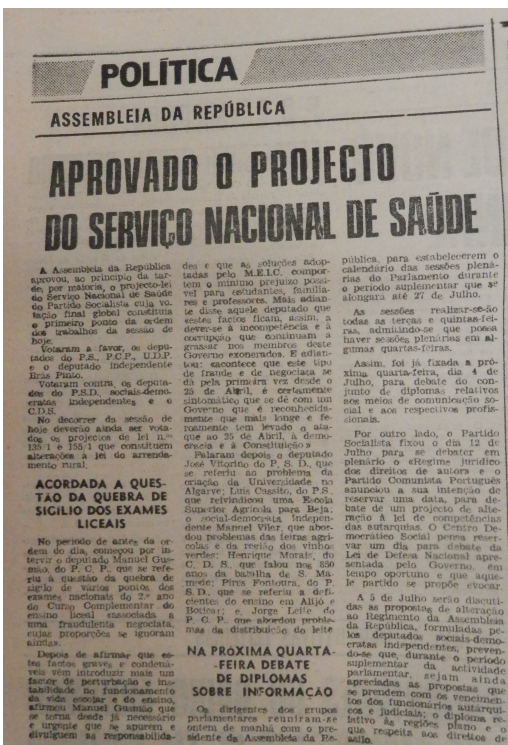 POLÍTICA
ASSEMBLEIA DA REPÚBLICA
APROVADO O PROJECTO
DO SERVIÇO NACIONAL DE SAÚDE
A Assembleia da República
aprovou, ao princípio da tar-
de, por maioria, o projecto-lei
do Serviço Nacional de Saúde
do Partido Socialista cuja vo-
tação final global constituía
o primeiro ponto da ordem
dos trabalhos da sessão de
hoje.
Votaram a favor, os depu-
tados do P.S., P.C.P., U.D.P.
e o deputado independente
Brás Pinto.
Votaram contra, os deputa-
dos do P.S.D., sociais-demo-
cratas independentes e o
C.D.S.
No decorrer da sessão de
hoje deverão ainda ser vota-
dos os projectos de lei n.os
135-1 e 158-1 que constituem
alterações à lei do arrenda-
mento rural.
ACORDADA A QUES-
TÃO DA QUEBRA DE
SIGILIO DOS EXAMES
LICEAIS
No período de antes da or-
dem do dia, começou por in-
tervir o deputado Manuel Gus-
mão, do P. C. P., que se refe-
riu à questão da quebra de
sigilo de vários pontos dos
exames nacionais do 2.º ano
do Curso Complementar do
ensino liceal «associada a
uma fraudulenta negociata,
cujas proporções se ignoram
ainda».
Depois de afirmar que es-
tes factos graves e condená-
veis vêm introduzir mais um
factor de perturbação e ins-
tabilidade no funcionamento
da vida escolar e do ensino,
afirmou Manuel Gusmão que
se torna desde já necessário
e urgente que se apurem e
divulguem as responsabilida-
des e que as soluções adop-
tadas pelo M.E.I.C. compor-
tem o mínimo prejuízo possí-
vel para estudantes, familia-
res e professores. Mais adian-
te disse aquele deputado que
estes factos ficam, assim, a
dever-se à incompetência e à
corrupção que continuam a
grassar nos membros deste
Governo exonerados. E adian-
tou: «acontece que este tipo
de fraude e de negociata se
dá pela primeira vez desde o
25 de Abril, e certamente
sintomático que se dê com um
Governo que é reconhecida-
mente que mais longe e fe-
rozmente tem levado o ata-
que ao 25 de Abril, à demo-
cracia e à Constituição».
Falaram depois o deputado
José Vitorino do P. S. D., que
se referiu ao problema da
criação da Universidade no
Algarve; Luís Cassito, do P.S.,
que reivindicou uma Escola
Superior Agrícola para Beja;
o social-democrata Indepen-
dente Manuel Vilar, que abor-
dou problemas das feiras agrí-
colas e da região dos vinhos
verdes; Henrique Morais, do
C. D. S., que falou nos 850
anos da batalha de S. Ma-
mede; Pires Fontoura, do P.
S.D., que se referiu a defi-
ciências de ensino em Alijó e
Boticas; e Jorge Leite do
P. C. P. que abordou proble-
mas da distribuição do leite
NA PRÓXIMA QUARTA-
-FEIRA DEBATE
DE DIPLOMAS
SOBRE INFORMAÇÃO
Os dirigentes dos grupos
parlamentares reuniram-se
ontem de manhã com o pre-
sidente da Assembleia da Re-
pública, para estabelecerem o
calendário das sessões plená-
rias do Parlamento durante
o período suplementar que se
alongará até 27 de Julho.
As sessões realizar-se-ão
todas as terças e quintas-fei-
ras, admitindo-se que possa
haver sessões plenárias em al-
gumas quartas-feiras.
Assim, foi já fixada a pró-
xima quarta-feira, dia 4 de
Julho, para debate do con-
junto de diplomas relativos
aos meios de comunicação so-
cial e aos respectivos profis-
sionais.
Por outro lado, o Partido
Socialista fixou o dia 12 de
Julho para se debater em
plenário o «Regime jurídico
dos direitos de autor» e o
Partido Comunista Português
anunciou a sua intenção de
reservar uma data, para de-
bate de um projecto de alte-
ração à lei de competências
das autarquias. O Centro De-
mocrático Social pensa reser-
var um dia para debate da
Lei de Defesa Nacional apre-
sentada pelo Governo, em
tempo oportuno e que aque-
le partido se propõe evocar.
A 5 de Julho serão discuti-
das as propostas de alteração
ao Regimento da Assembleia
da República, formuladas pe-
los deputados sociais-demo-
cratas independentes, preven-
do-se que, durante o período
suplementar da actividade
parlamentar, sejam ainda
apreciadas as propostas que
se prendem com os vencimen-
tos dos funcionários autárqui-
cos e judiciais; o diploma re-
lativo às regiões plano e o
que respeita aos direitos de
asilo.